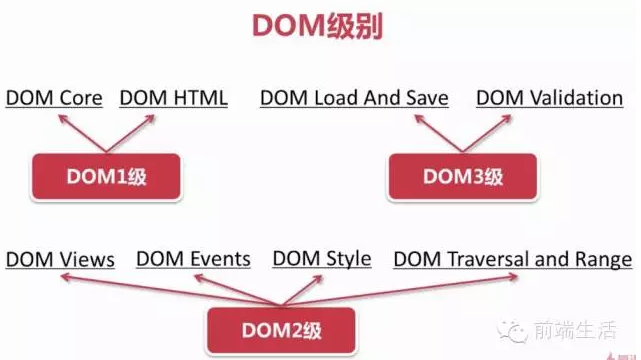 DOM级别
DOM Core DOM HTML DOM Load And Save DOM Validation
DOM1级 DOM3级
DOM Views DOM Events DOM Style DOM Traversal and Range
DOM2级
前端生活